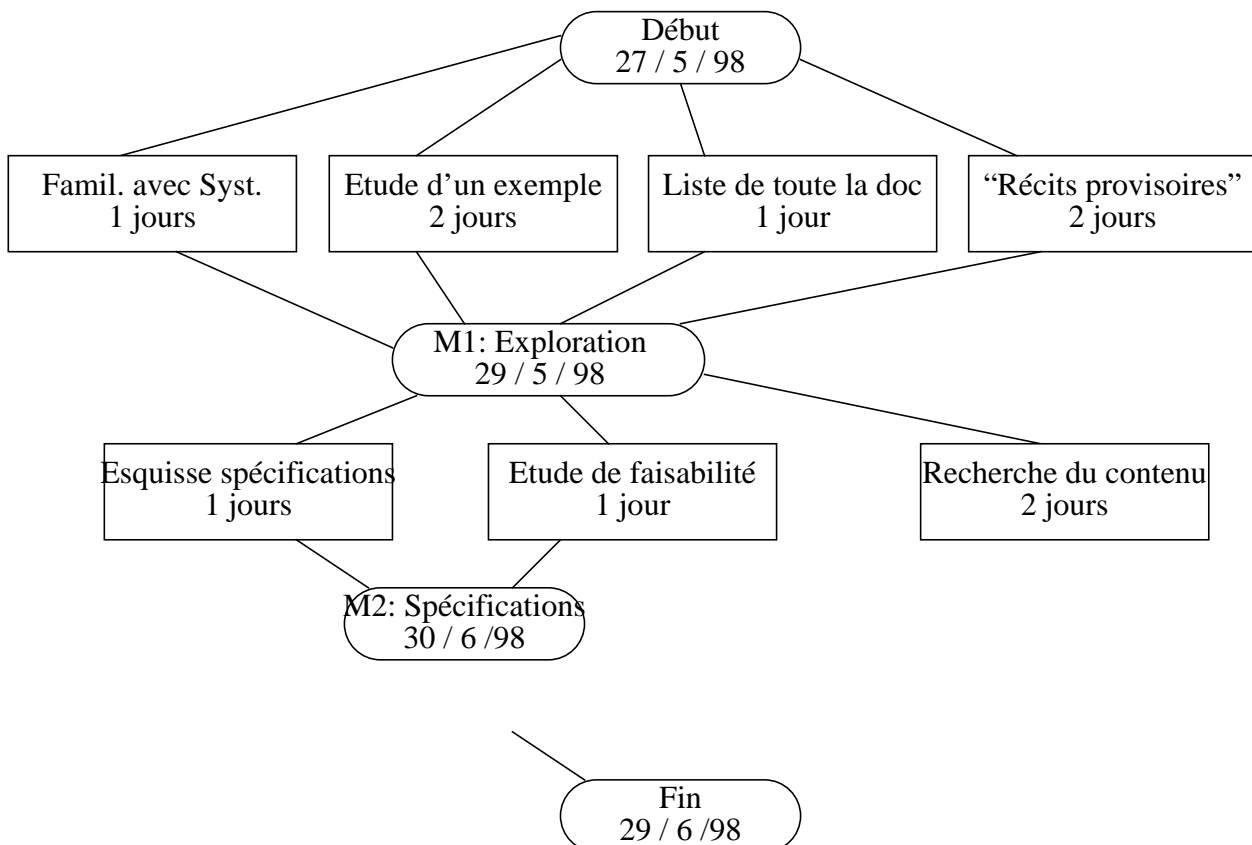 Début
27 / 5 / 98
Famil. avec Syst.
1 jours
Etude d’un exemple
2 jours
Liste de toute la doc
1 jour
“Récits provisoires”
2 jours
M1: Exploration
29 / 5 / 98
Esquisse spécifications
1 jours
Etude de faisabilité
1 jour
Recherche du contenu
2 jours
M2: Spécifications
30 / 6 /98
Fin
29 / 6 /98